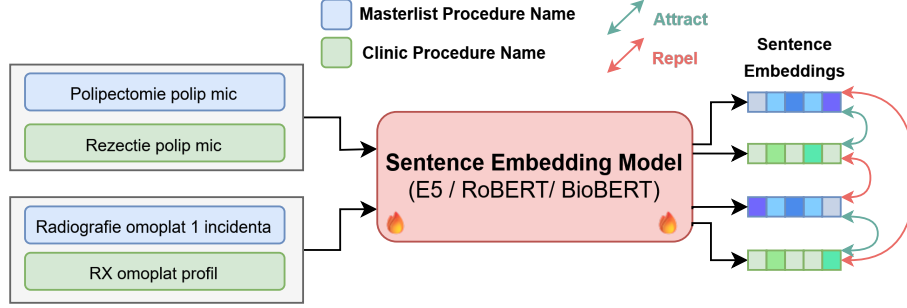 Masterlist Procedure Name
Attract
Clinic Procedure Name
Repel
Sentence
Embeddings
Polipectomie polip mic
Rezectie polip mic
Sentence Embedding Model
(E5 / RoBERT/ BioBERT)
Radiografie omoplat 1 incidenta
RX omoplat profil